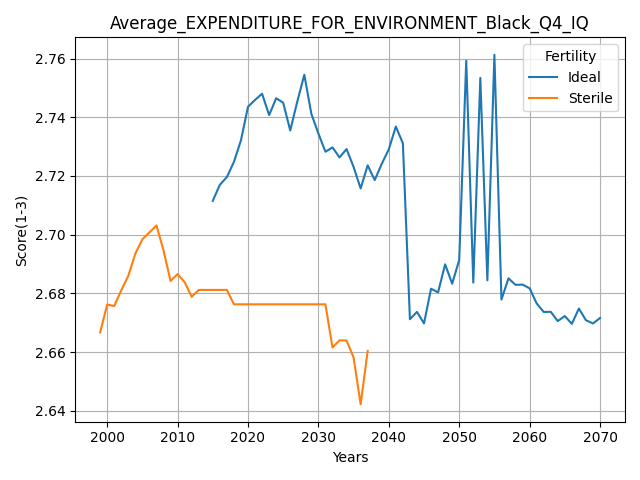 Average_EXPENDITURE_FOR_ENVIRONMENT_Black_Q4_IQ
Fertility
Ideal
Sterile
Score(1-3)
2.76
2.74
2.72
2.70
2.68
2.66
2.64
2000 2010 2020 2030 2040 2050 2060 2070
Years